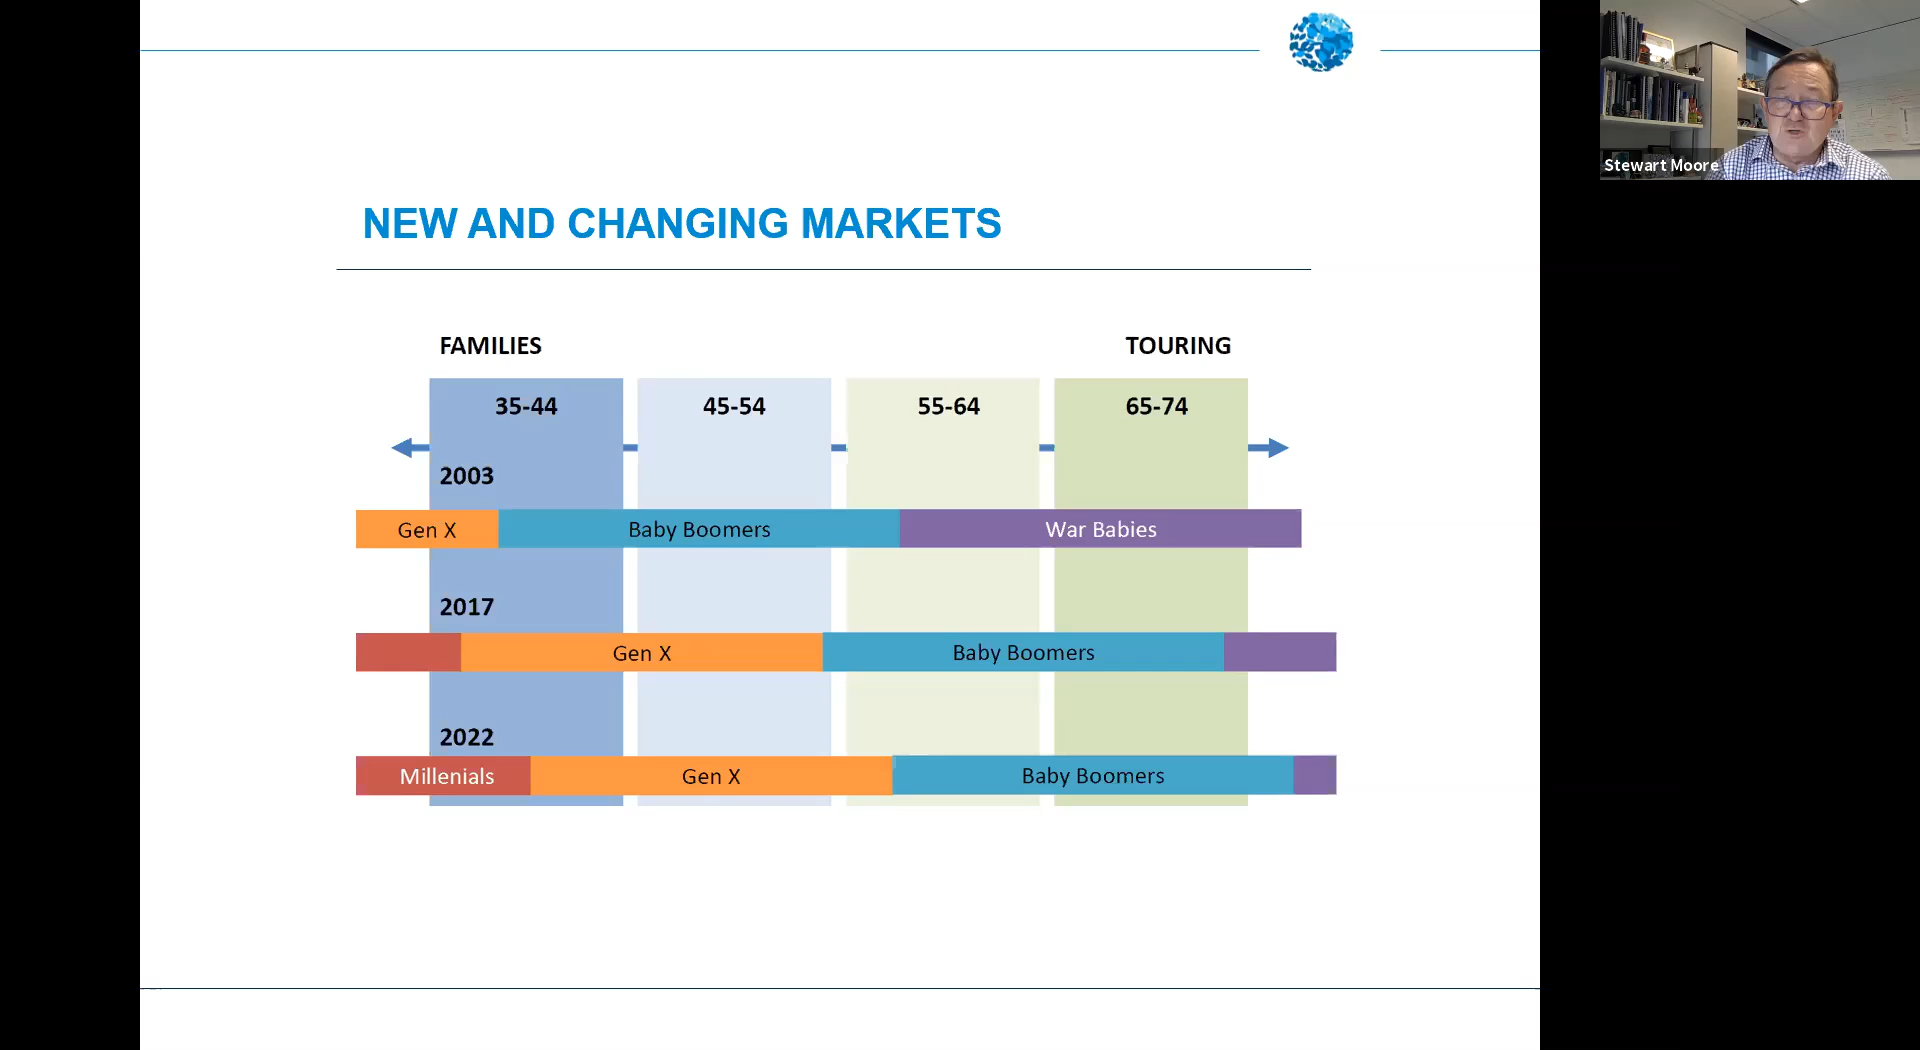 Stewart Moore
NEW AND CHANGING MARKETS
FAMILIES
TOURING
35-44
45-54
55-64
65-74
2003
Gen X
Baby Boomers
War Babies
2017
Gen X
Baby Boomers
2022
Millenials
Gen X
Baby Boomers